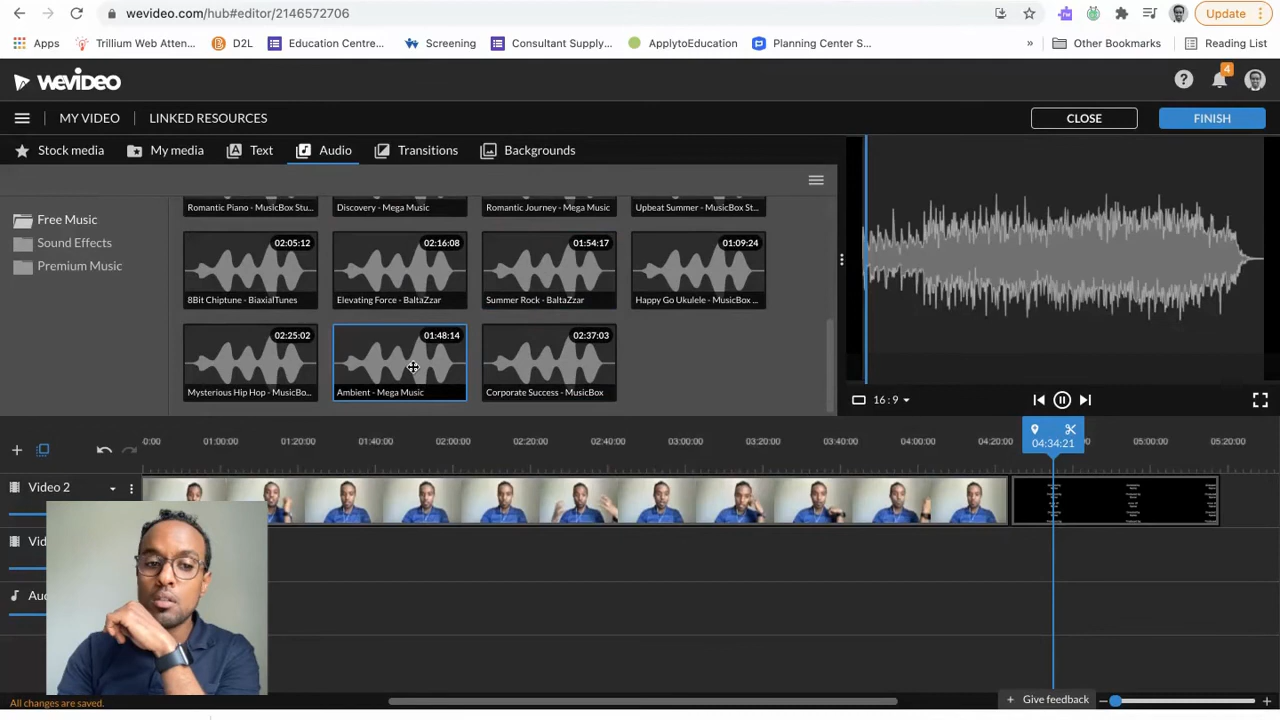 wevideo.com/hub#editor/2146572706
Update
Apps
Trillium Web Atten...
D2L
Education Centre...
Screening
Consultant Supply...
ApplytoEducation
Planning Center S...
»
Other Bookmarks
Reading List
WEVIDEO
?
4
MY VIDEO
LINKED RESOURCES
CLOSE
FINISH
Stock media
My media
Text
Audio
Transitions
Backgrounds
Free Music
Sound Effects
Premium Music
Romantic Piano - MusicBox Stu...
Discovery - Mega Music
Romantic Journey - Mega Music
Upbeat Summer - MusicBox St...
02:05:12
02:16:08
01:54:17
01:09:24
8Bit Chiptune - BiaxialTunes
Elevating Force - BaltaZzar
Summer Rock - BaltaZzar
Happy Go Ukulele - MusicBox ...
02:25:02
01:48:14
02:37:03
Mysterious Hip Hop - MusicBo...
Ambient - Mega Music
Corporate Success - MusicBox
16:9
04:34:21
0:00
01:00:00
01:20:00
01:40:00
02:00:00
02:20:00
02:40:00
03:00:00
03:20:00
03:40:00
04:00:00
04:20:00
05:00:00
05:20:00
Video 2
Vid
Aud
All changes are saved.
+ Give feedback